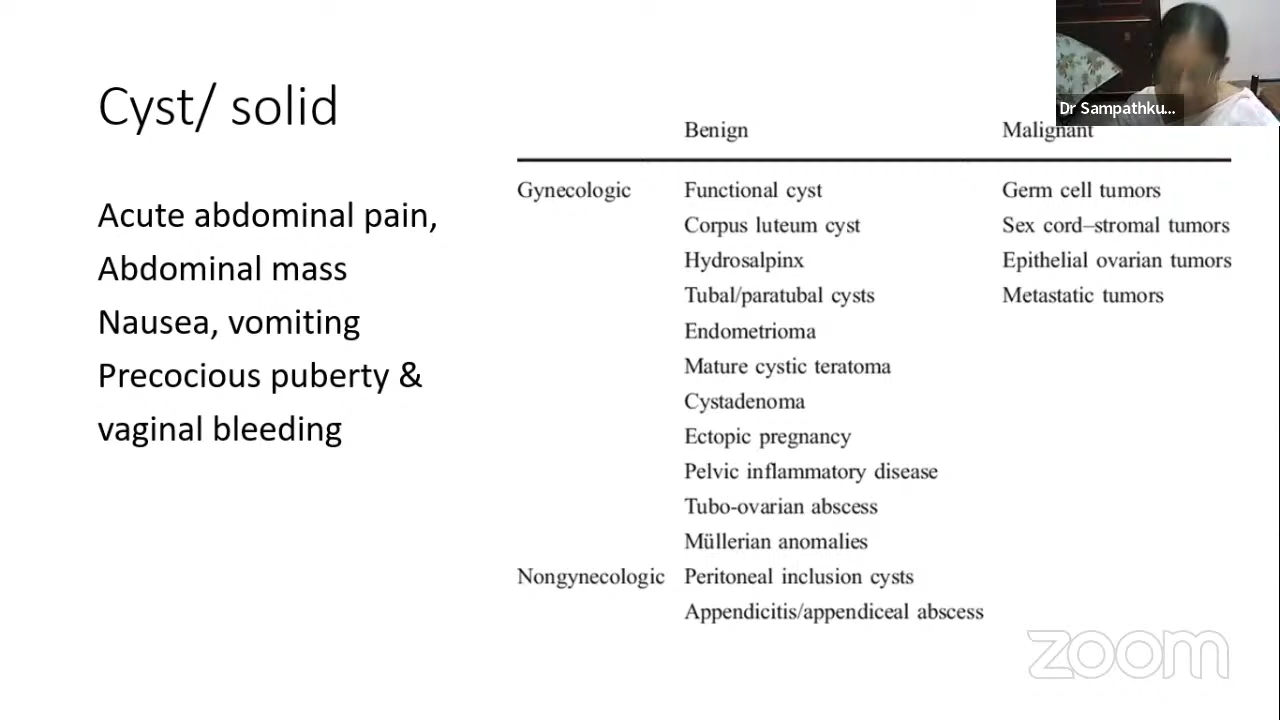 Cyst/ solid
Acute abdominal pain,
Abdominal mass
Nausea, vomiting
Precocious puberty &
vaginal bleeding
Dr Sampathku...
Benign Malignant
Gynecologic Functional cyst Germ cell tumors
Corpus luteum cyst Sex cord–stromal tumors
Hydrosalpinx Epithelial ovarian tumors
Tubal/paratubal cysts Metastatic tumors
Endometrioma
Mature cystic teratoma
Cystadenoma
Ectopic pregnancy
Pelvic inflammatory disease
Tubo-ovarian abscess
Müllerian anomalies
Nongynecologic Peritoneal inclusion cysts
Appendicitis/appendiceal abscess
zoom